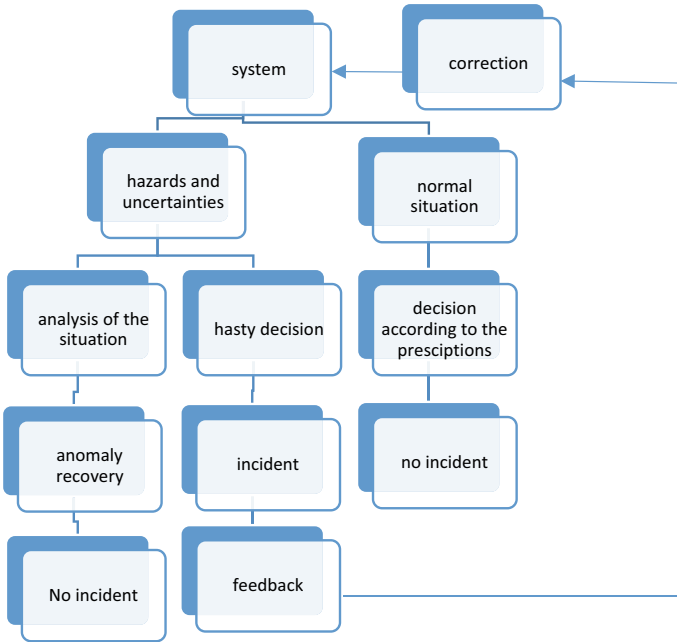 system
correction
hazards and
uncertainties
normal
situation
analysis of the
situation
hasty decision
decision
according to the
presciptions
anomaly
recovery
incident
no incident
No incident
feedback